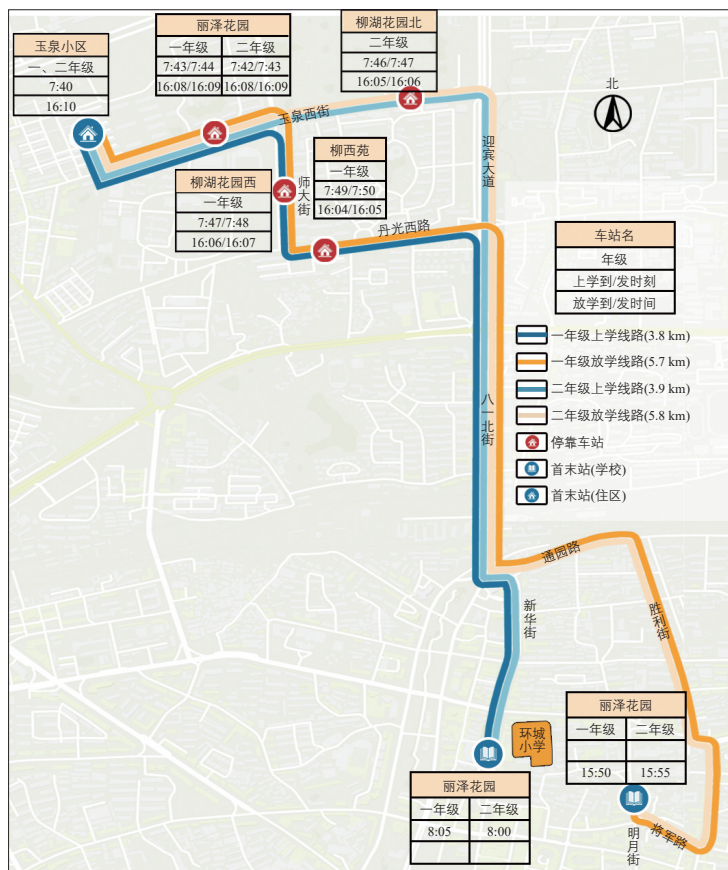 玉泉小区
一、二年级
7:40
16:10
丽泽花园
一年级 二年级
7:43/7:44 7:42/7:43
16:08/16:09 16:08/16:09
柳湖花园北
二年级
7:46/7:47
16:05/16:06
北
玉泉西街
迎宾大道
柳湖花园西
一年级
7:47/7:48
16:06/16:07
师大街
柳西苑
一年级
7:49/7:50
16:04/16:05
丹光西路
车站名
年级
上学到/发时刻
放学到/发时间
一年级上学线路(3.8 km)
一年级放学线路(5.7 km)
二年级上学线路(3.9 km)
二年级放学线路(5.8 km)
停靠车站
首末站(学校)
首末站(住区)
八一北街
通园路
新华街
胜利街
环城
小学
丽泽花园
一年级 二年级
15:50 15:55
丽泽花园
一年级 二年级
8:05 8:00
将军路
明月街